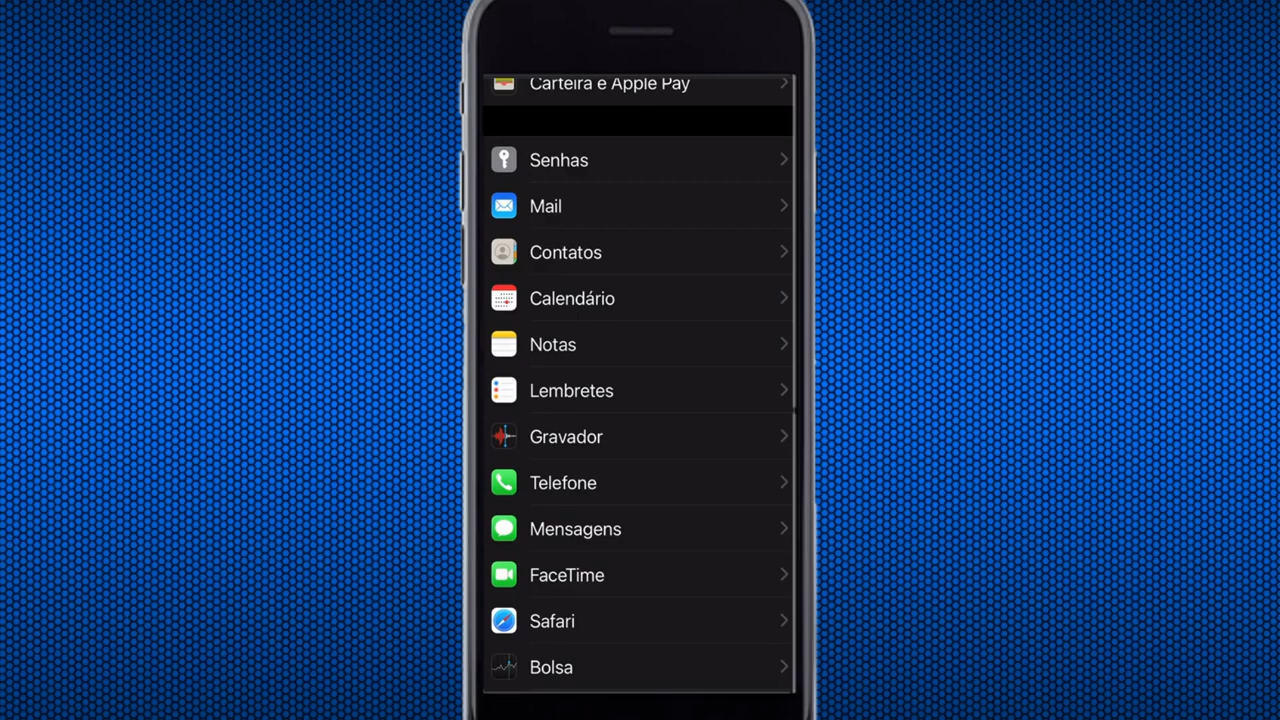 Carteira e Apple Pay
Senhas
Mail
Contatos
Calendário
Notas
Lembretes
Gravador
Telefone
Mensagens
FaceTime
Safari
Bolsa